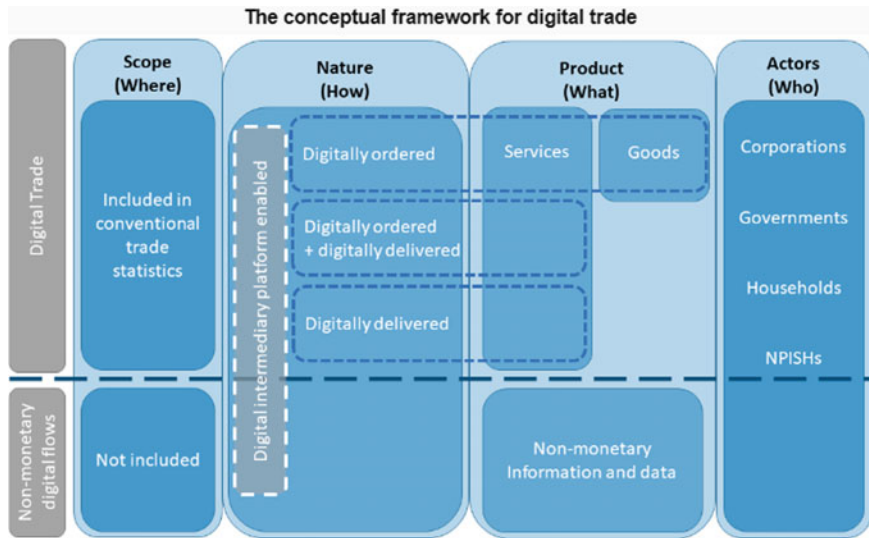 The conceptual framework for digital trade
Scope
(Where)
Nature
(How)
Product
(What)
Actors
(Who)
Digital Trade
Included in
conventional
trade
statistics
Digital intermediary platform enabled
Digitally ordered
Digitally ordered
+ digitally delivered
Digitally delivered
Services
Goods
Corporations
Governments
Households
NPISHs
Non-monetary
digital flows
Not included
Non-monetary
Information and data